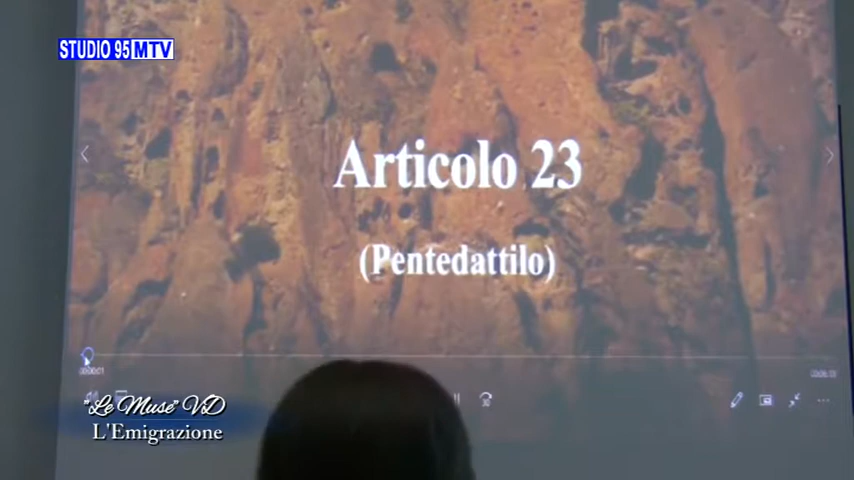 STUDIO 95 MTV
Articolo 23
(Pentedattilo)
"Le Muse" VD
L'Emigrazione